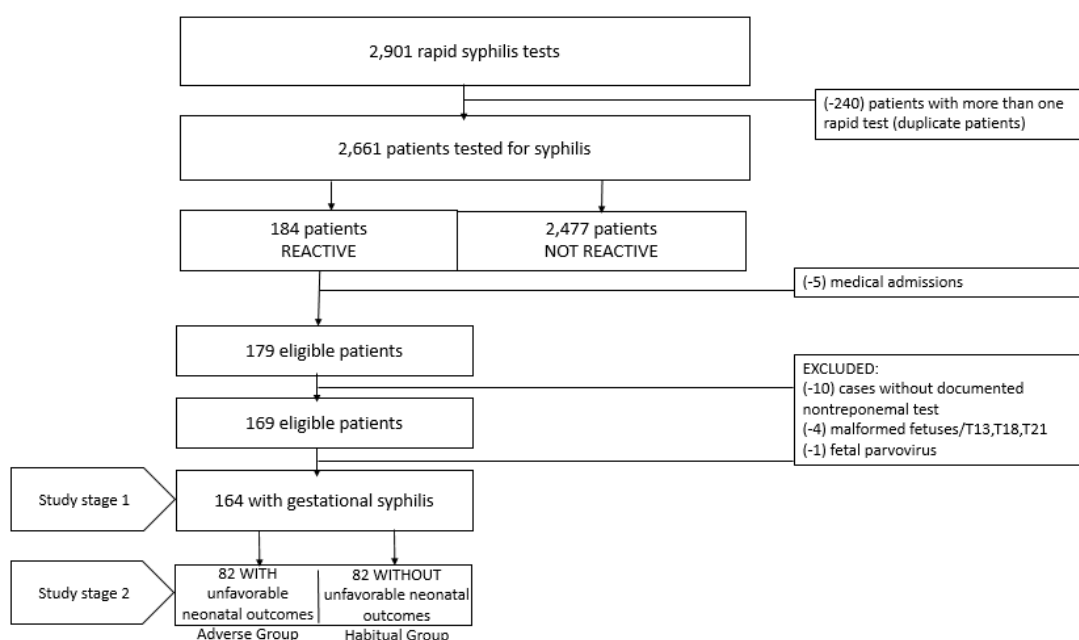 2,901 rapid syphilis tests
(-240) patients with more than one
rapid test (duplicate patients)
2,661 patients tested for syphilis
184 patients
REACTIVE
2,477 patients
NOT REACTIVE
(-5) medical admissions
179 eligible patients
EXCLUDED:
(-10) cases without documented
nontreponemal test
(-4) malformed fetuses/T13,T18,T21
(-1) fetal parvovirus
169 eligible patients
Study stage 1
164 with gestational syphilis
Study stage 2
82 WITH
unfavorable
neonatal outcomes
Adverse Group
82 WITHOUT
unfavorable neonatal
outcomes
Habitual Group